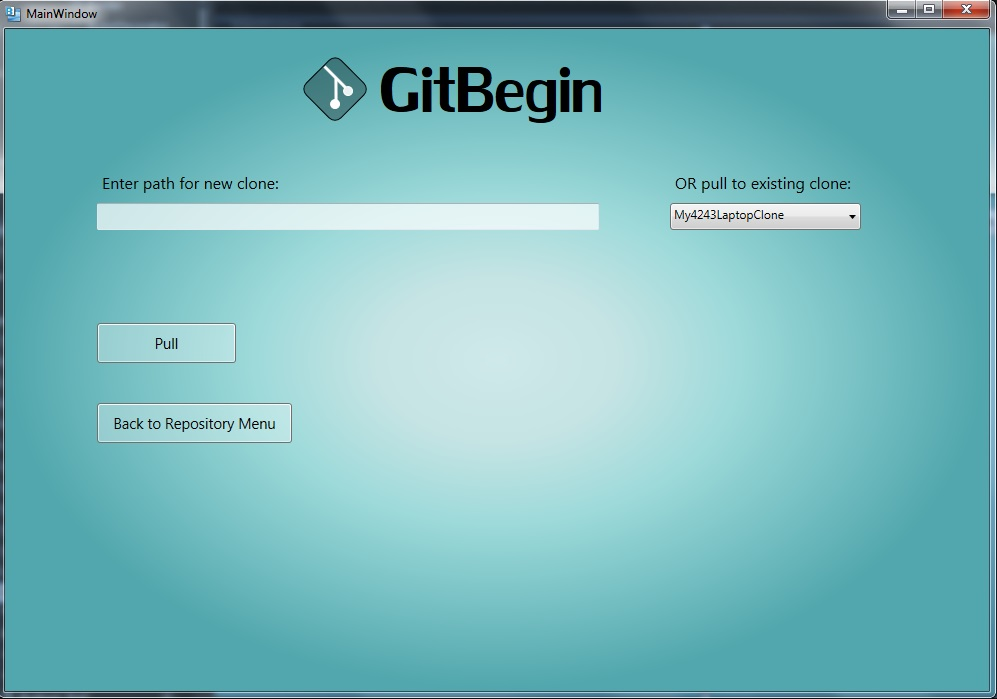 MainWindow
GitBegin
Enter path for new clone:
OR pull to existing clone:
My4243LaptopClone
Pull
Back to Repository Menu